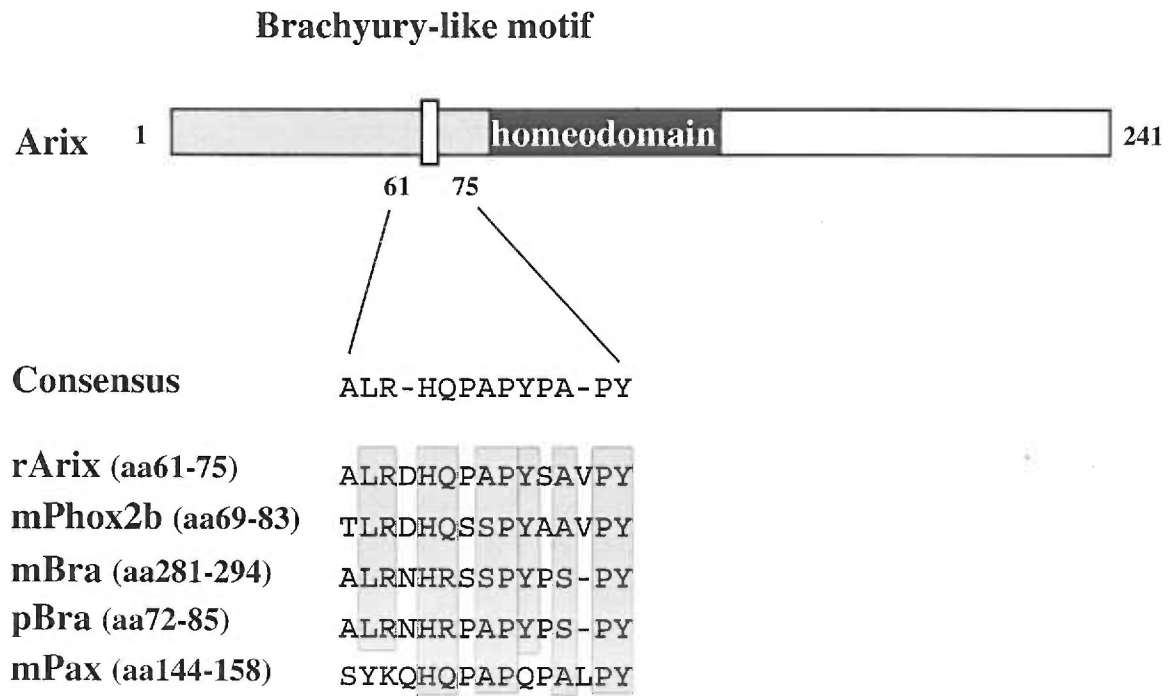 Brachyury-like motif
Arix 1 homeodomain 241
61 75
Consensus ALR-HQPAPYPA-PY
rArix (aa61-75) ALRDHQPAPYSAVPY
mPhox2b (aa69-83) TLRDHQSSPYAAVPY
mBra (aa281-294) ALRNHRSSPYPS-PY
pBra (aa72-85) ALRNHRPAPYPS-PY
mPax (aa144-158) SYKQHQPAPQPALPY